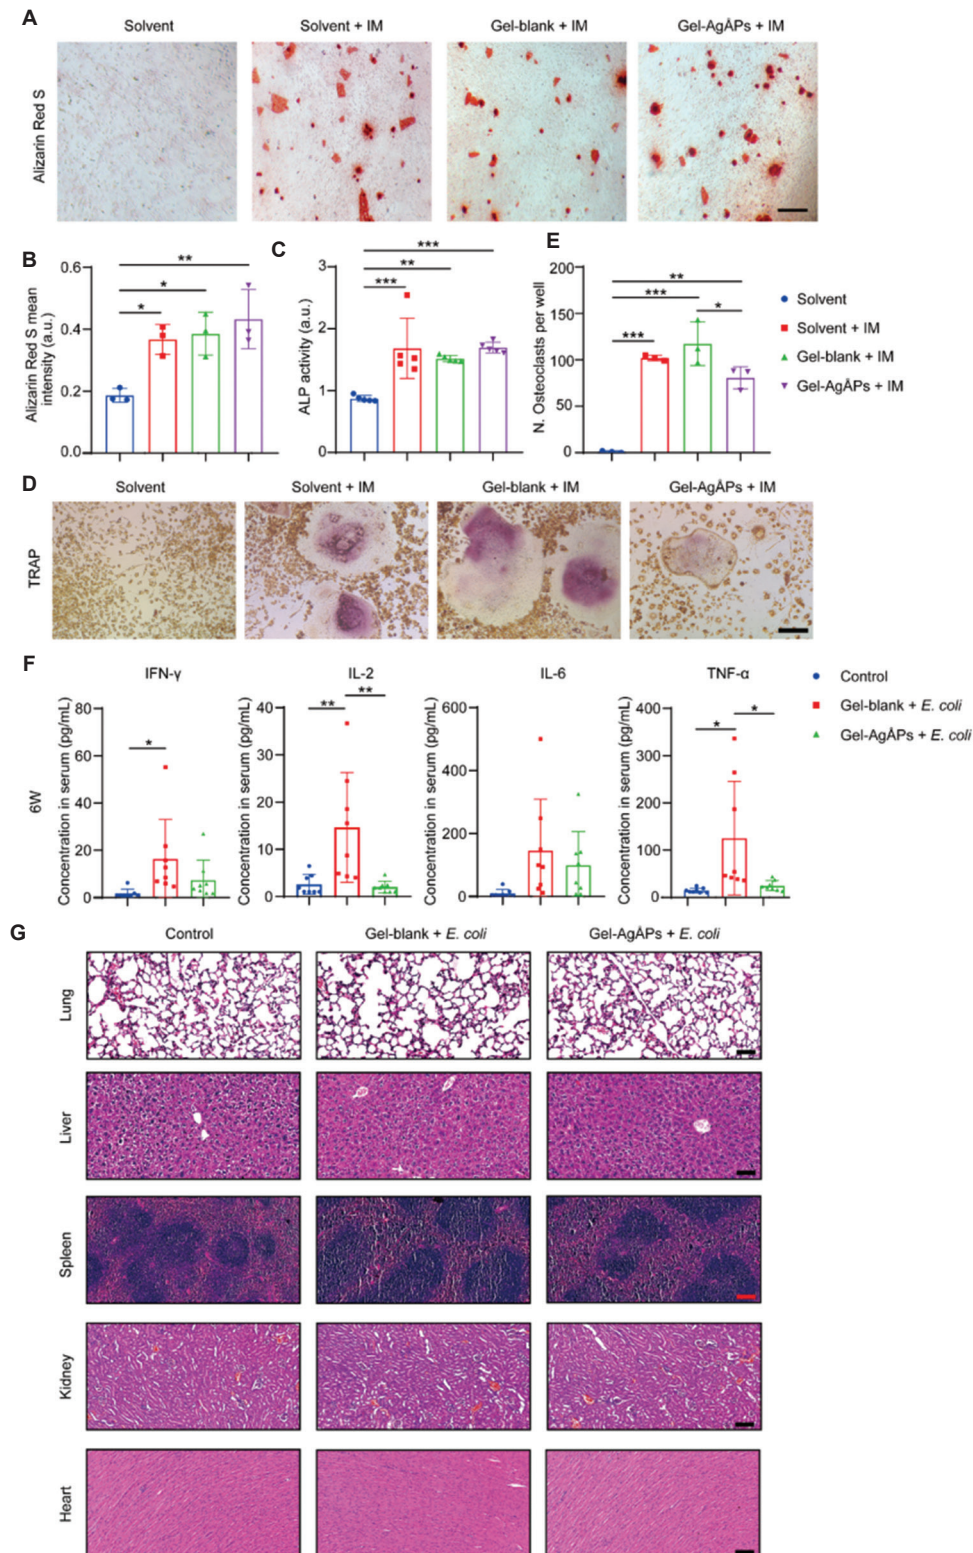 A
Solvent
Solvent + IM
Gel-blank + IM
Gel-AgÅPs + IM
Alizarin Red S
B
Alizarin Red S mean
intensity (a.u.)
0.6
0.4
0.2
0.0
*
*
**
C
ALP activity (a.u.)
3
2
1
0
***
**
***
E
N. Osteoclasts per well
200
150
100
50
0
**
***
*
***
Solvent
Solvent + IM
Gel-blank + IM
Gel-AgÅPs + IM
D
Solvent
Solvent + IM
Gel-blank + IM
Gel-AgÅPs + IM
TRAP
F
6W
IFN-γ
Concentration in serum (pg/mL)
80
60
40
20
0
*
IL-2
Concentration in serum (pg/mL)
40
30
20
10
0
**
**
IL-6
Concentration in serum (pg/mL)
600
400
200
0
TNF-α
Concentration in serum (pg/mL)
400
300
200
100
0
*
*
Control
Gel-blank + E. coli
Gel-AgÅPs + E. coli
G
Control
Gel-blank + E. coli
Gel-AgÅPs + E. coli
Lung
Liver
Spleen
Kidney
Heart